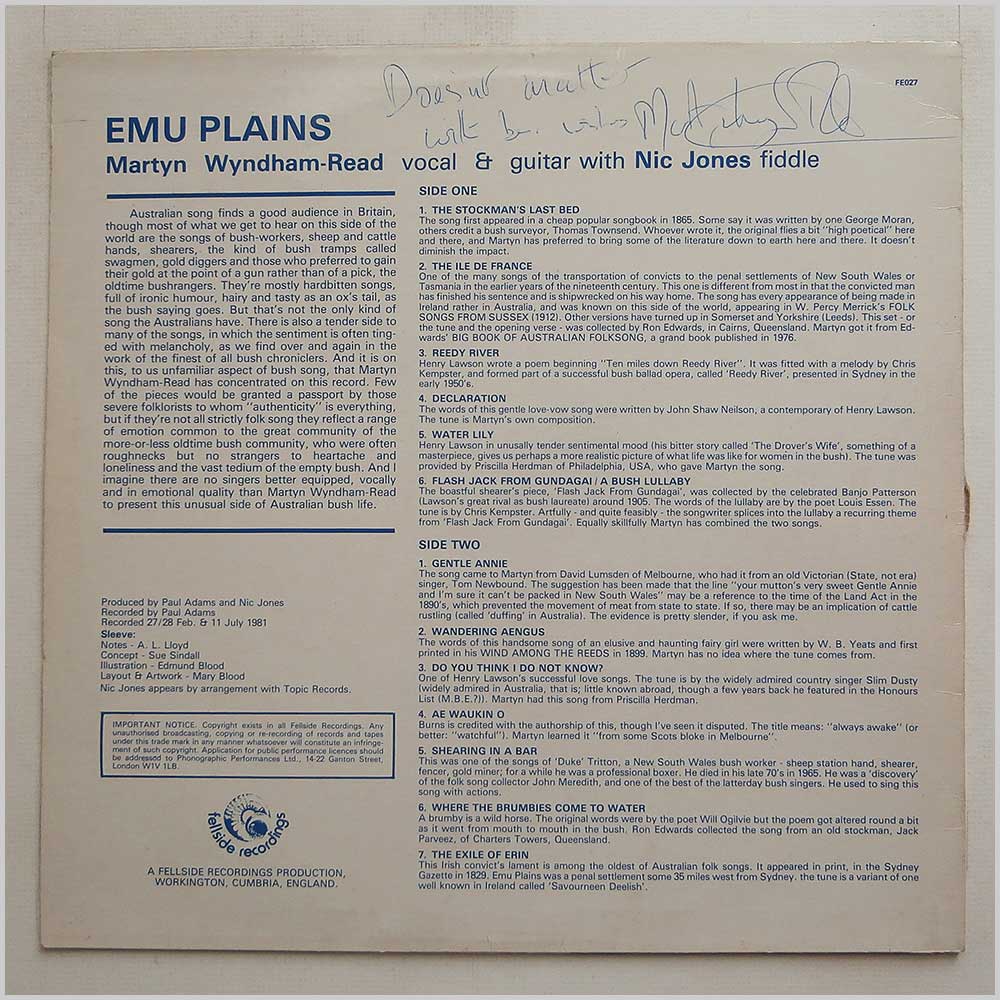 Doesn't matter
with best wishes Mart
FE027
EMU PLAINS
Martyn Wyndham-Read vocal & guitar with Nic Jones fiddle
Australian song finds a good audience in Britain,
though most of what we get to hear on this side of the
world are the songs of bush-workers, sheep and cattle
hands, shearers, the kind of bush tramps called
swagmen, gold diggers and those who preferred to gain
their gold at the point of a gun rather than of a pick, the
oldtime bushrangers. They're mostly hardbitten songs,
full of ironic humour, hairy and tasty as an ox's tail, as
the bush saying goes. But that's not the only kind of
song the Australians have. There is also a tender side to
many of the songs, in which the sentiment is often ting-
ed with melancholy, as we find over and again in the
work of the finest of all bush chroniclers. And it is on
this, to us unfamiliar aspect of bush song, that Martyn
Wyndham-Read has concentrated on this record. Few
of the pieces would be granted a passport by those
severe folklorists to whom "authenticity" is everything,
but if they're not all strictly folk song they reflect a range
of emotion common to the great community of the
more-or-less oldtime bush community, who were often
roughnecks but no strangers to heartache and
loneliness and the vast tedium of the empty bush. And I
imagine there are no singers better equipped, vocally
and in emotional quality than Martyn Wyndham-Read
to present this unusual side of Australian bush life.
Produced by Paul Adams and Nic Jones
Recorded by Paul Adams
Recorded 27/28 Feb. & 11 July 1981
Sleeve:
Notes - A. L. Lloyd
Concept - Sue Sindall
Illustration - Edmund Blood
Layout & Artwork - Mary Blood
Nic Jones appears by arrangement with Topic Records.
IMPORTANT NOTICE. Copyright exists in all Fellside Recordings. Any
unauthorised broadcasting, copying or re-recording of records and tapes
under this trade mark in any manner whatsoever will constitute an infringe-
ment of such copyright. Application for public performance licences should
be addressed to Phonographic Performances Ltd., 14-22 Ganton Street,
London W1V 1LB.
fellside recordings
A FELLSIDE RECORDINGS PRODUCTION,
WORKINGTON, CUMBRIA, ENGLAND.
SIDE ONE
1. THE STOCKMAN'S LAST BED
The song first appeared in a cheap popular songbook in 1865. Some say it was written by one George Moran,
others credit a bush surveyor, Thomas Townsend. Whoever wrote it, the original flies a bit "high poetical" here
and there, and Martyn has preferred to bring some of the literature down to earth here and there. It doesn't
diminish the impact.
2. THE ILE DE FRANCE
One of the many songs of the transportation of convicts to the penal settlements of New South Wales or
Tasmania in the earlier years of the nineteenth century. This one is different from most in that the convicted man
has finished his sentence and is shipwrecked on his way home. The song has every appearance of being made in
Ireland rather in Australia, and was known on this side of the world, appearing in W. Percy Merrick's FOLK
SONGS FROM SUSSEX (1912). Other versions have turned up in Somerset and Yorkshire (Leeds). This set - or
the tune and the opening verse - was collected by Ron Edwards, in Cairns, Queensland. Martyn got it from Ed-
wards' BIG BOOK OF AUSTRALIAN FOLKSONG, a grand book published in 1976.
3. REEDY RIVER
Henry Lawson wrote a poem beginning "Ten miles down Reedy River". It was fitted with a melody by Chris
Kempster, and formed part of a successful bush ballad opera, called 'Reedy River', presented in Sydney in the
early 1950's.
4. DECLARATION
The words of this gentle love-vow song were written by John Shaw Neilson, a contemporary of Henry Lawson.
The tune is Martyn's own composition.
5. WATER LILY
Henry Lawson in unusally tender sentimental mood (his bitter story called 'The Drover's Wife', something of a
masterpiece, gives us perhaps a more realistic picture of what life was like for women in the bush). The tune was
provided by Priscilla Herdman of Philadelphia, USA, who gave Martyn the song.
6. FLASH JACK FROM GUNDAGAI / A BUSH LULLABY
The boastful shearer's piece, 'Flash Jack from Gundagai', was collected by the celebrated Banjo Patterson
(Lawson's great rival as bush laureate) around 1905. The words of the lullaby are by the poet Louis Essen. The
tune is by Chris Kempster. Artfully - and quite feasibly - the songwriter splices into the lullaby a recurring theme
from 'Flash Jack From Gundagai'. Equally skillfully Martyn has combined the two songs.
SIDE TWO
1. GENTLE ANNIE
The song came to Martyn from David Lumsden of Melbourne, who had it from an old Victorian (State, not era)
singer, Tom Newbound. The suggestion has been made that the line "your mutton's very sweet Gentle Annie
and I'm sure it can't be packed in New South Wales" may be a reference to the time of the Land Act in the
1890's, which prevented the movement of meat from state to state. If so, there may be an implication of cattle
rustling (called 'duffing' in Australia). The evidence is pretty slender, if you ask me.
2. WANDERING AENGUS
The words of this handsome song of an elusive and haunting fairy girl were written by W. B. Yeats and first
printed in his WIND AMONG THE REEDS in 1899. Martyn has no idea where the tune comes from.
3. DO YOU THINK I DO NOT KNOW?
One of Henry Lawson's successful love songs. The tune is by the widely admired country singer Slim Dusty
(widely admired in Australia, that is; little known abroad, though a few years back he featured in the Honours
List (M.B.E.?)). Martyn had this song from Priscilla Herdman.
4. AE WAUKIN O
Burns is credited with the authorship of this, though I've seen it disputed. The title means: "always awake" (or
better: "watchful"). Martyn learned it "from some Scots bloke in Melbourne".
5. SHEARING IN A BAR
This was one of the songs of 'Duke' Tritton, a New South Wales bush worker - sheep station hand, shearer,
fencer, gold miner; for a while he was a professional boxer. He died in his late 70's in 1965. He was a 'discovery'
of the folk song collector John Meredith, and one of the best of the latterday bush singers. He used to sing this
song with actions.
6. WHERE THE BRUMBIES COME TO WATER
A brumby is a wild horse. The original words were by the poet Will Ogilvie but the poem got altered round a bit
as it went from mouth to mouth in the bush. Ron Edwards collected the song from an old stockman, Jack
Parveez, of Charters Towers, Queensland.
7. THE EXILE OF ERIN
This Irish convict's lament is among the oldest of Australian folk songs. It appeared in print, in the Sydney
Gazette in 1829. Emu Plains was a penal settlement some 35 miles west from Sydney. the tune is a variant of one
well known in Ireland called 'Savourneen Deelish'.